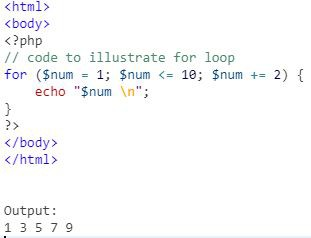 <html>
<body>
<?php
// code to illustrate for loop
for ($num = 1; $num <= 10; $num += 2) {
    echo "$num \n";
}
?>
</body>
</html>
Output:
1 3 5 7 9